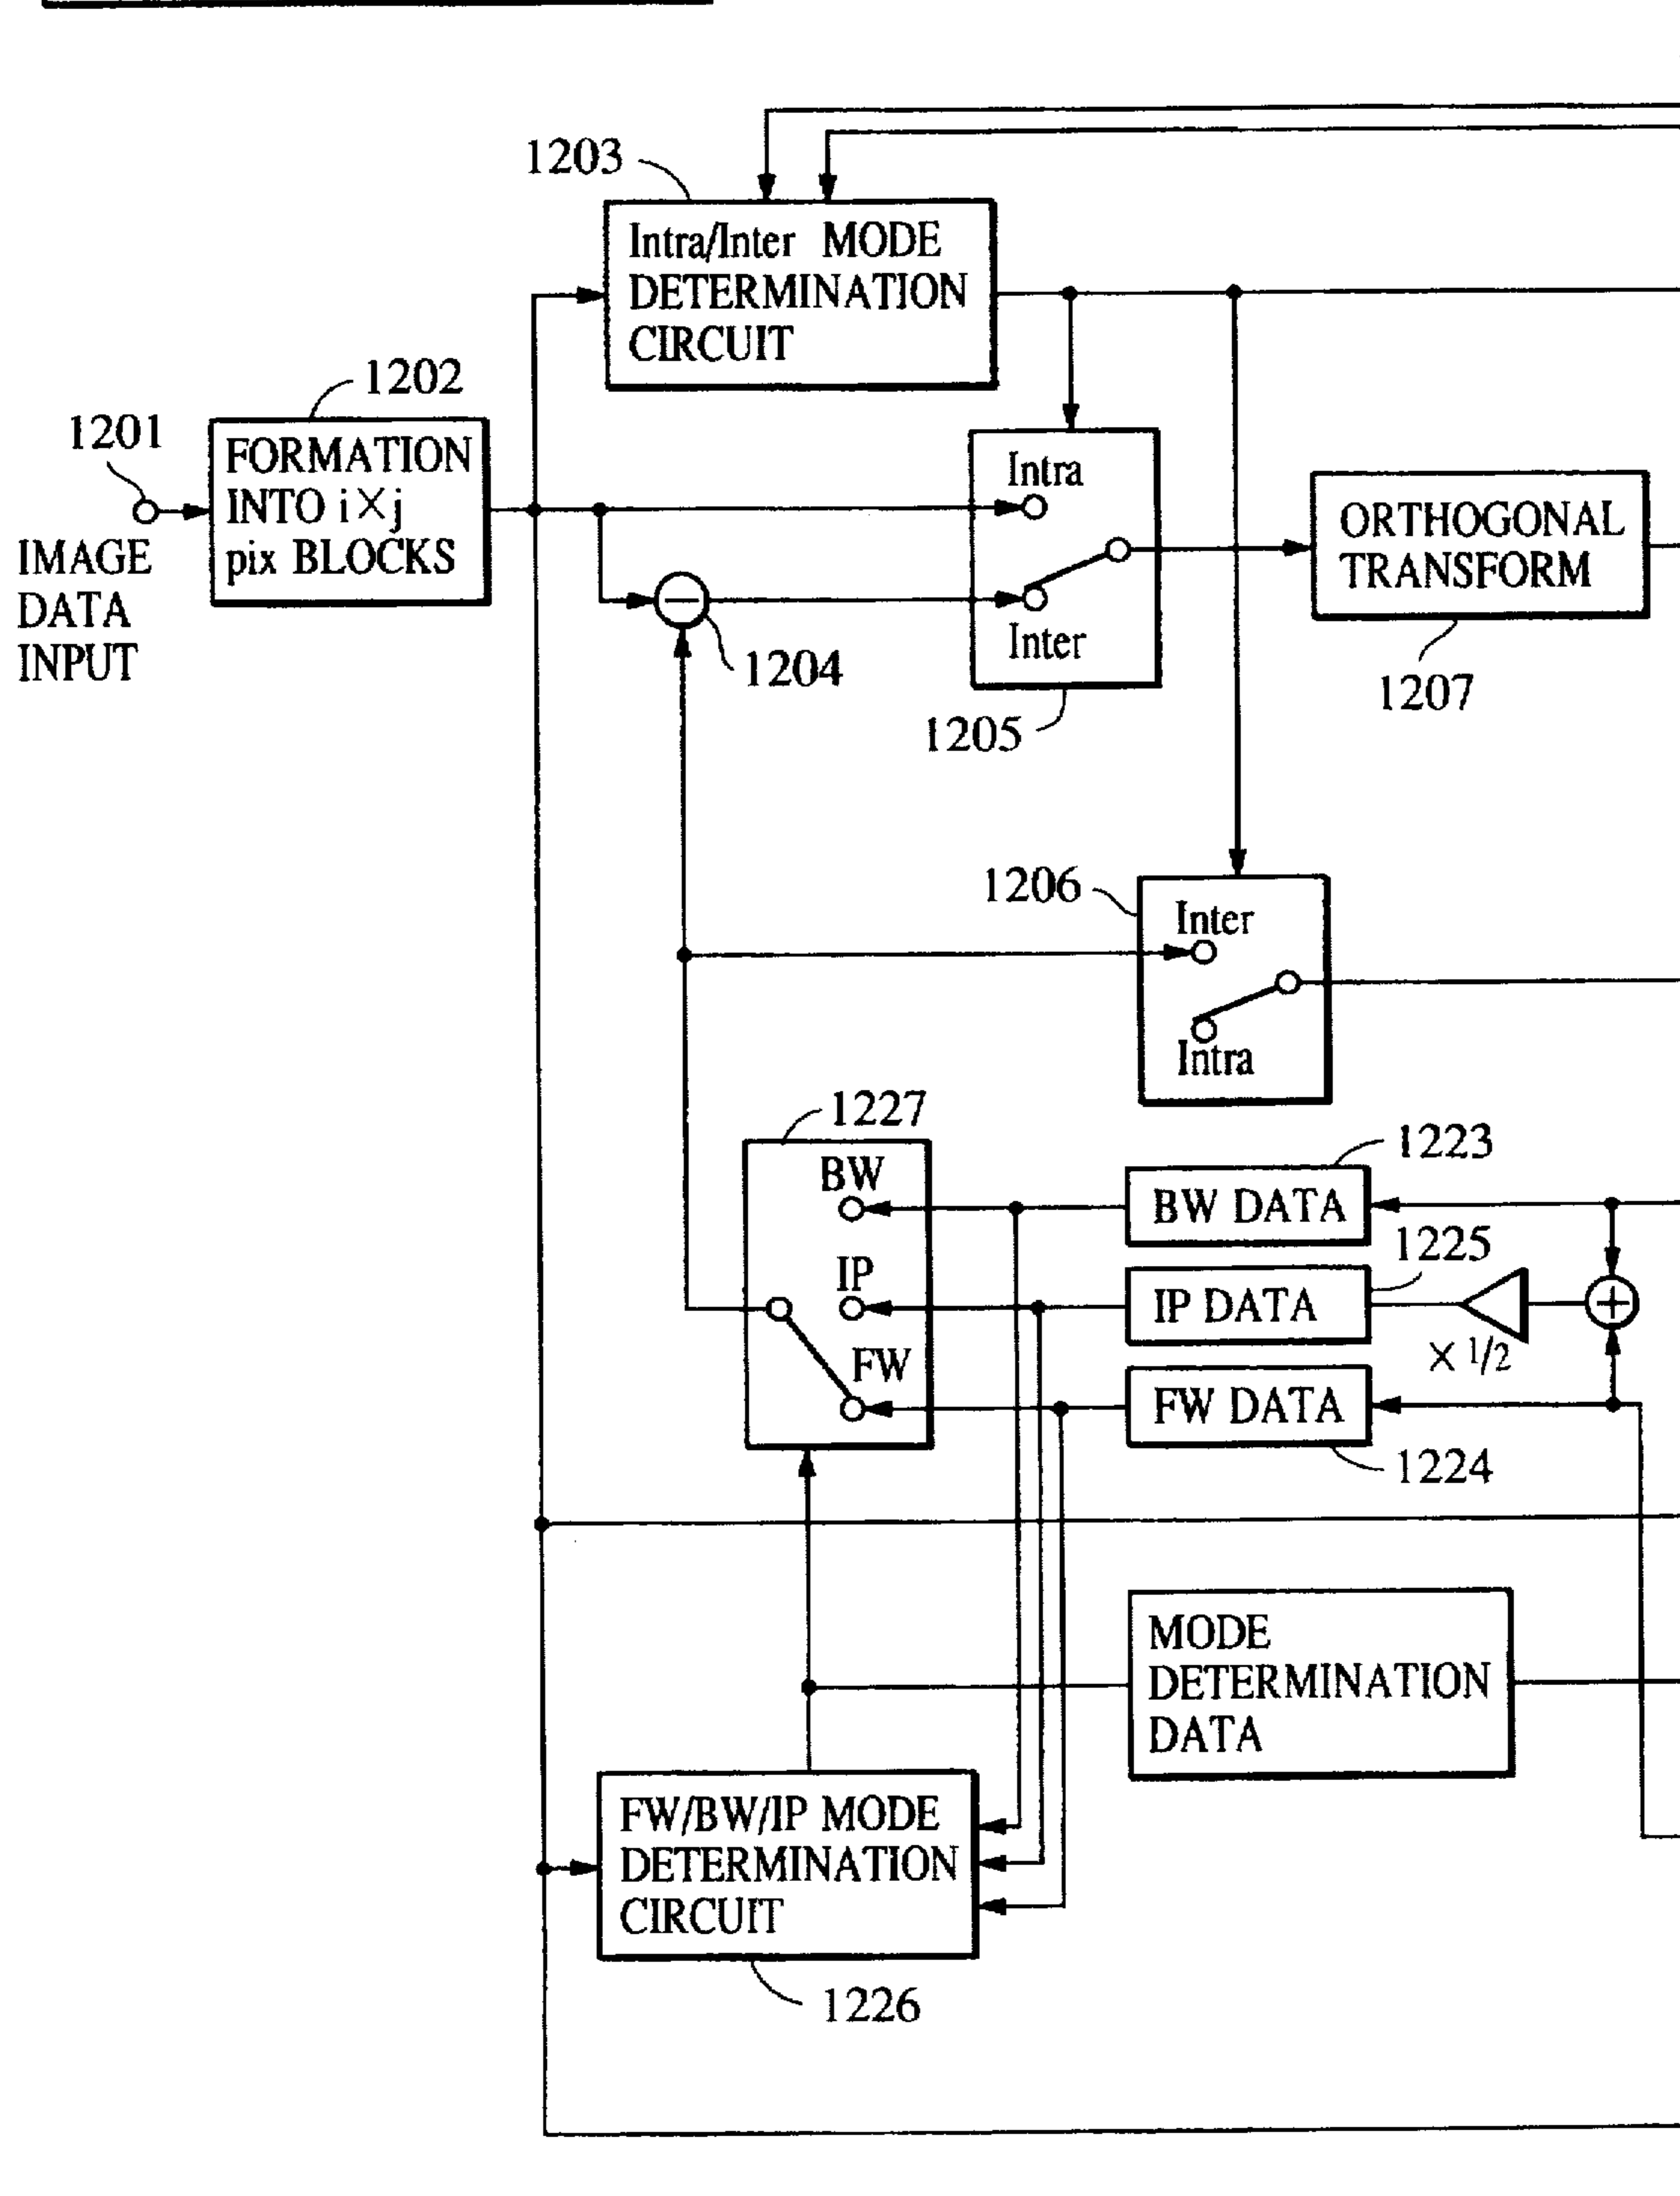 1203
Intra/Inter MODE
DETERMINATION
CIRCUIT
1202
1201
FORMATION
INTO i×j
pix BLOCKS
IMAGE
DATA
INPUT
Intra
Inter
1204
1205
ORTHOGONAL
TRANSFORM
1207
1206
Inter
Intra
1227
BW
IP
FW
1223
BW DATA
1225
IP DATA
× 1/2
FW DATA
1224
MODE
DETERMINATION
DATA
FW/BW/IP MODE
DETERMINATION
CIRCUIT
1226